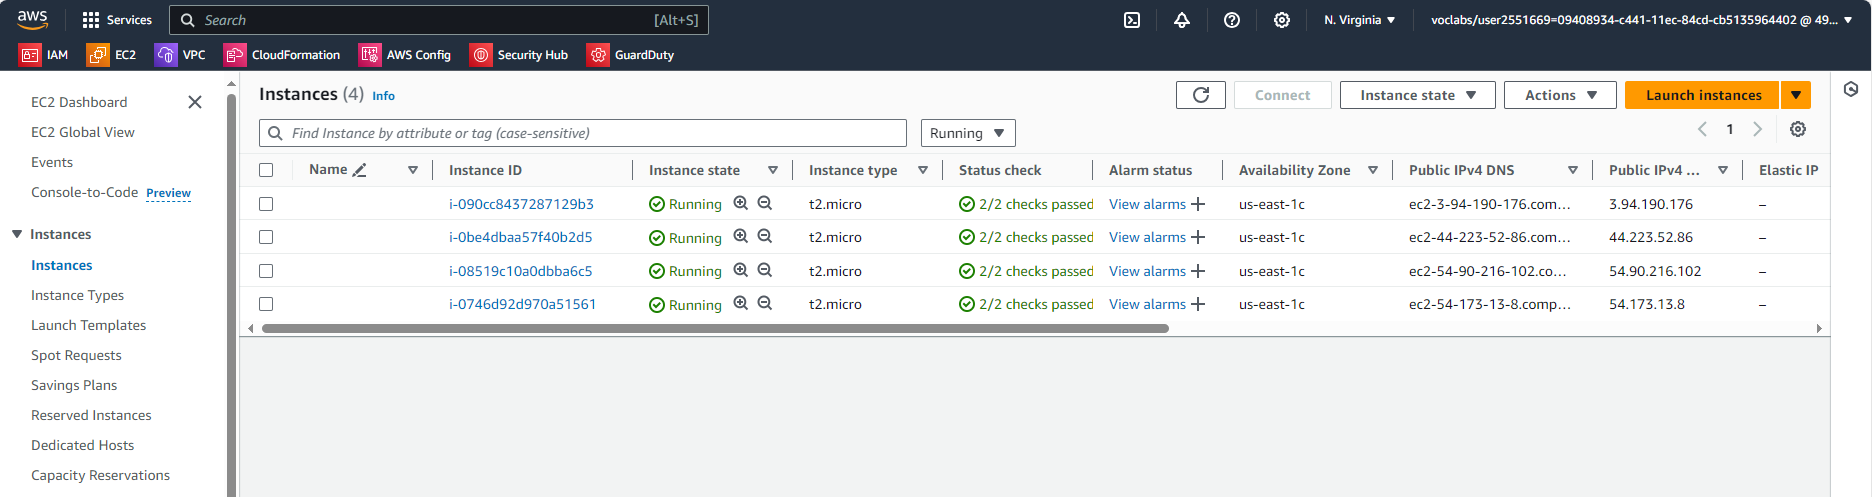 aws Services Search [Alt+S] N. Virginia voclabs/user2551669=09408934-c441-11ec-84cd-cb5135964402 @ 49...
IAM EC2 VPC CloudFormation AWS Config Security Hub GuardDuty
EC2 Dashboard
EC2 Global View
Events
Console-to-Code Preview
Instances
Instances
Instance Types
Launch Templates
Spot Requests
Savings Plans
Reserved Instances
Dedicated Hosts
Capacity Reservations
Instances (4) Info Connect Instance state Actions Launch instances
Find Instance by attribute or tag (case-sensitive) Running 1
Name Instance ID Instance state Instance type Status check Alarm status Availability Zone Public IPv4 DNS Public IPv4 ... Elastic IP
i-090cc8437287129b3 Running t2.micro 2/2 checks passed View alarms + us-east-1c ec2-3-94-190-176.com... 3.94.190.176 –
i-0be4dbaa57f40b2d5 Running t2.micro 2/2 checks passed View alarms + us-east-1c ec2-44-223-52-86.com... 44.223.52.86 –
i-08519c10a0dbba6c5 Running t2.micro 2/2 checks passed View alarms + us-east-1c ec2-54-90-216-102.co... 54.90.216.102 –
i-0746d92d970a51561 Running t2.micro 2/2 checks passed View alarms + us-east-1c ec2-54-173-13-8.comp... 54.173.13.8 –